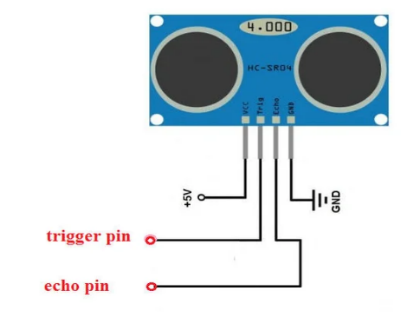 4.000
HC-SR04
VCC
Trig
Echo
GND
+5V
GND
trigger pin
echo pin